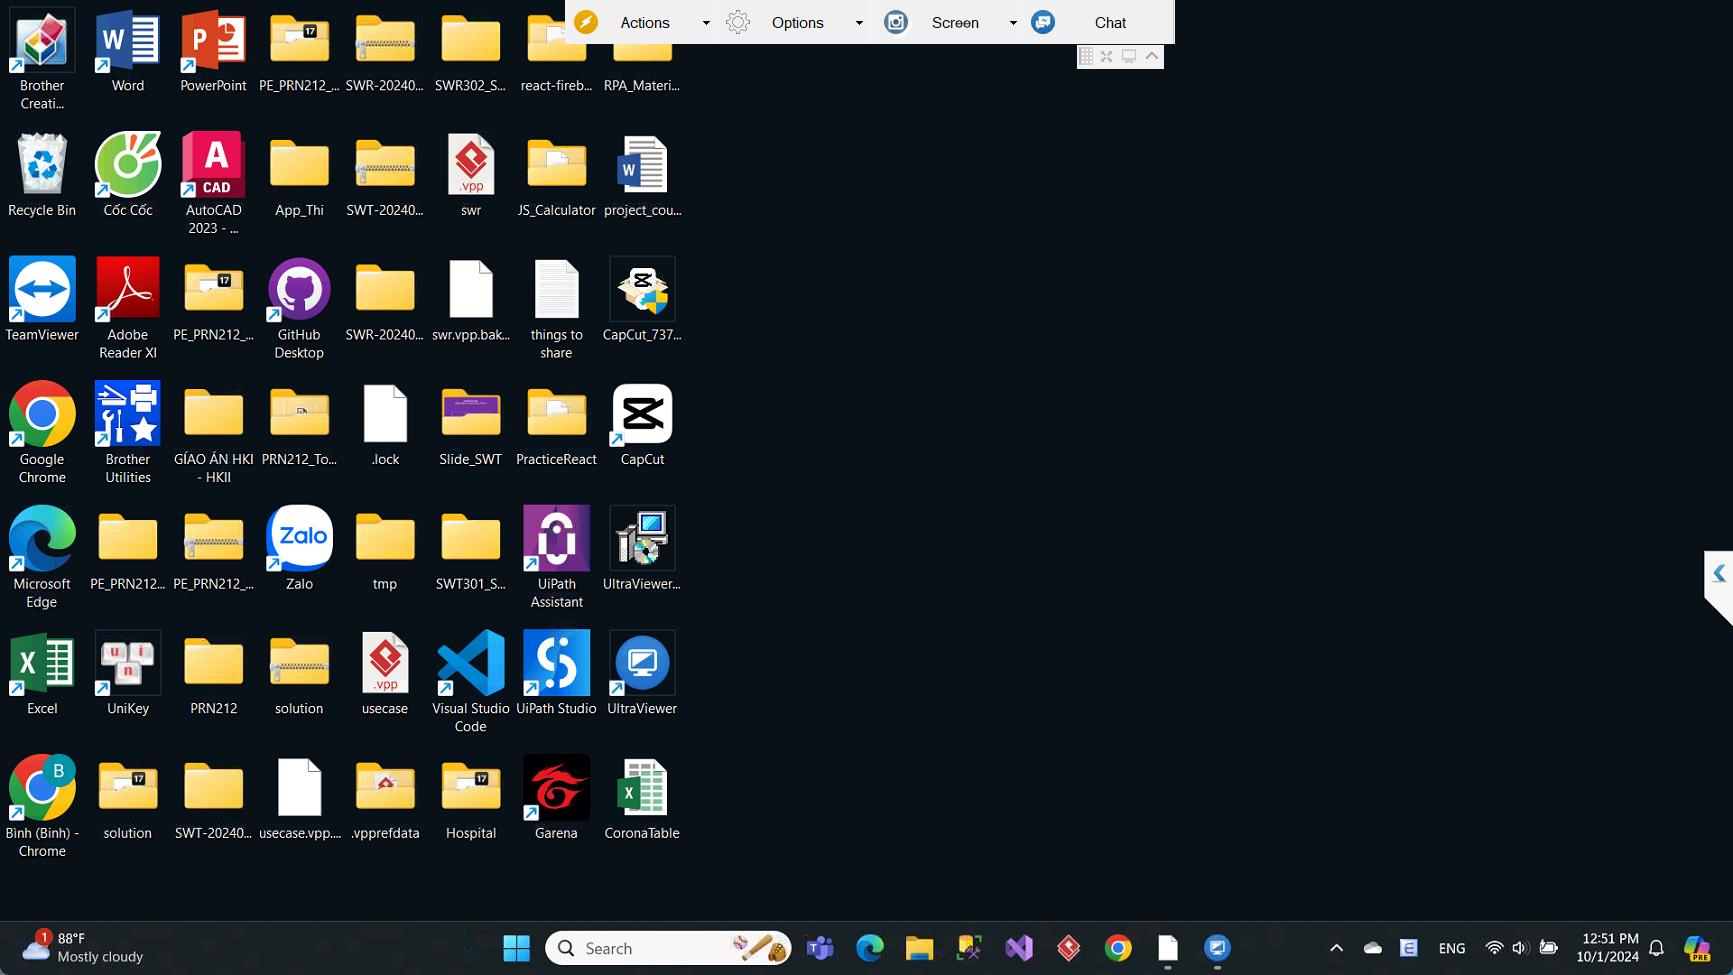 Actions
Options
Screen
Chat
Brother
Creati...
Word
PowerPoint
PE_PRN212_...
SWR-20240...
SWR302_S...
react-fireb...
RPA_Materi...
Recycle Bin
Cốc Cốc
AutoCAD
2023 - ...
App_Thi
SWT-20240...
swr
JS_Calculator
project_cou...
TeamViewer
Adobe
Reader XI
PE_PRN212_...
GitHub
Desktop
SWR-20240...
swr.vpp.bak...
things to
share
CapCut_737...
Google
Chrome
Brother
Utilities
GÍAO ÁN HKI
- HKII
PRN212_To...
.lock
Slide_SWT
PracticeReact
CapCut
Microsoft
Edge
PE_PRN212...
PE_PRN212_...
Zalo
Zalo
tmp
SWT301_S...
UiPath
Assistant
UltraViewer...
Excel
UniKey
PRN212
solution
.vpp
usecase
Visual Studio
Code
UiPath Studio
UltraViewer
B
Bình (Binh) -
Chrome
solution
SWT-20240...
usecase.vpp....
.vpprefdata
Hospital
Garena
CoronaTable
1
88°F
Mostly cloudy
Search
ENG
12:51 PM
10/1/2024
PRE